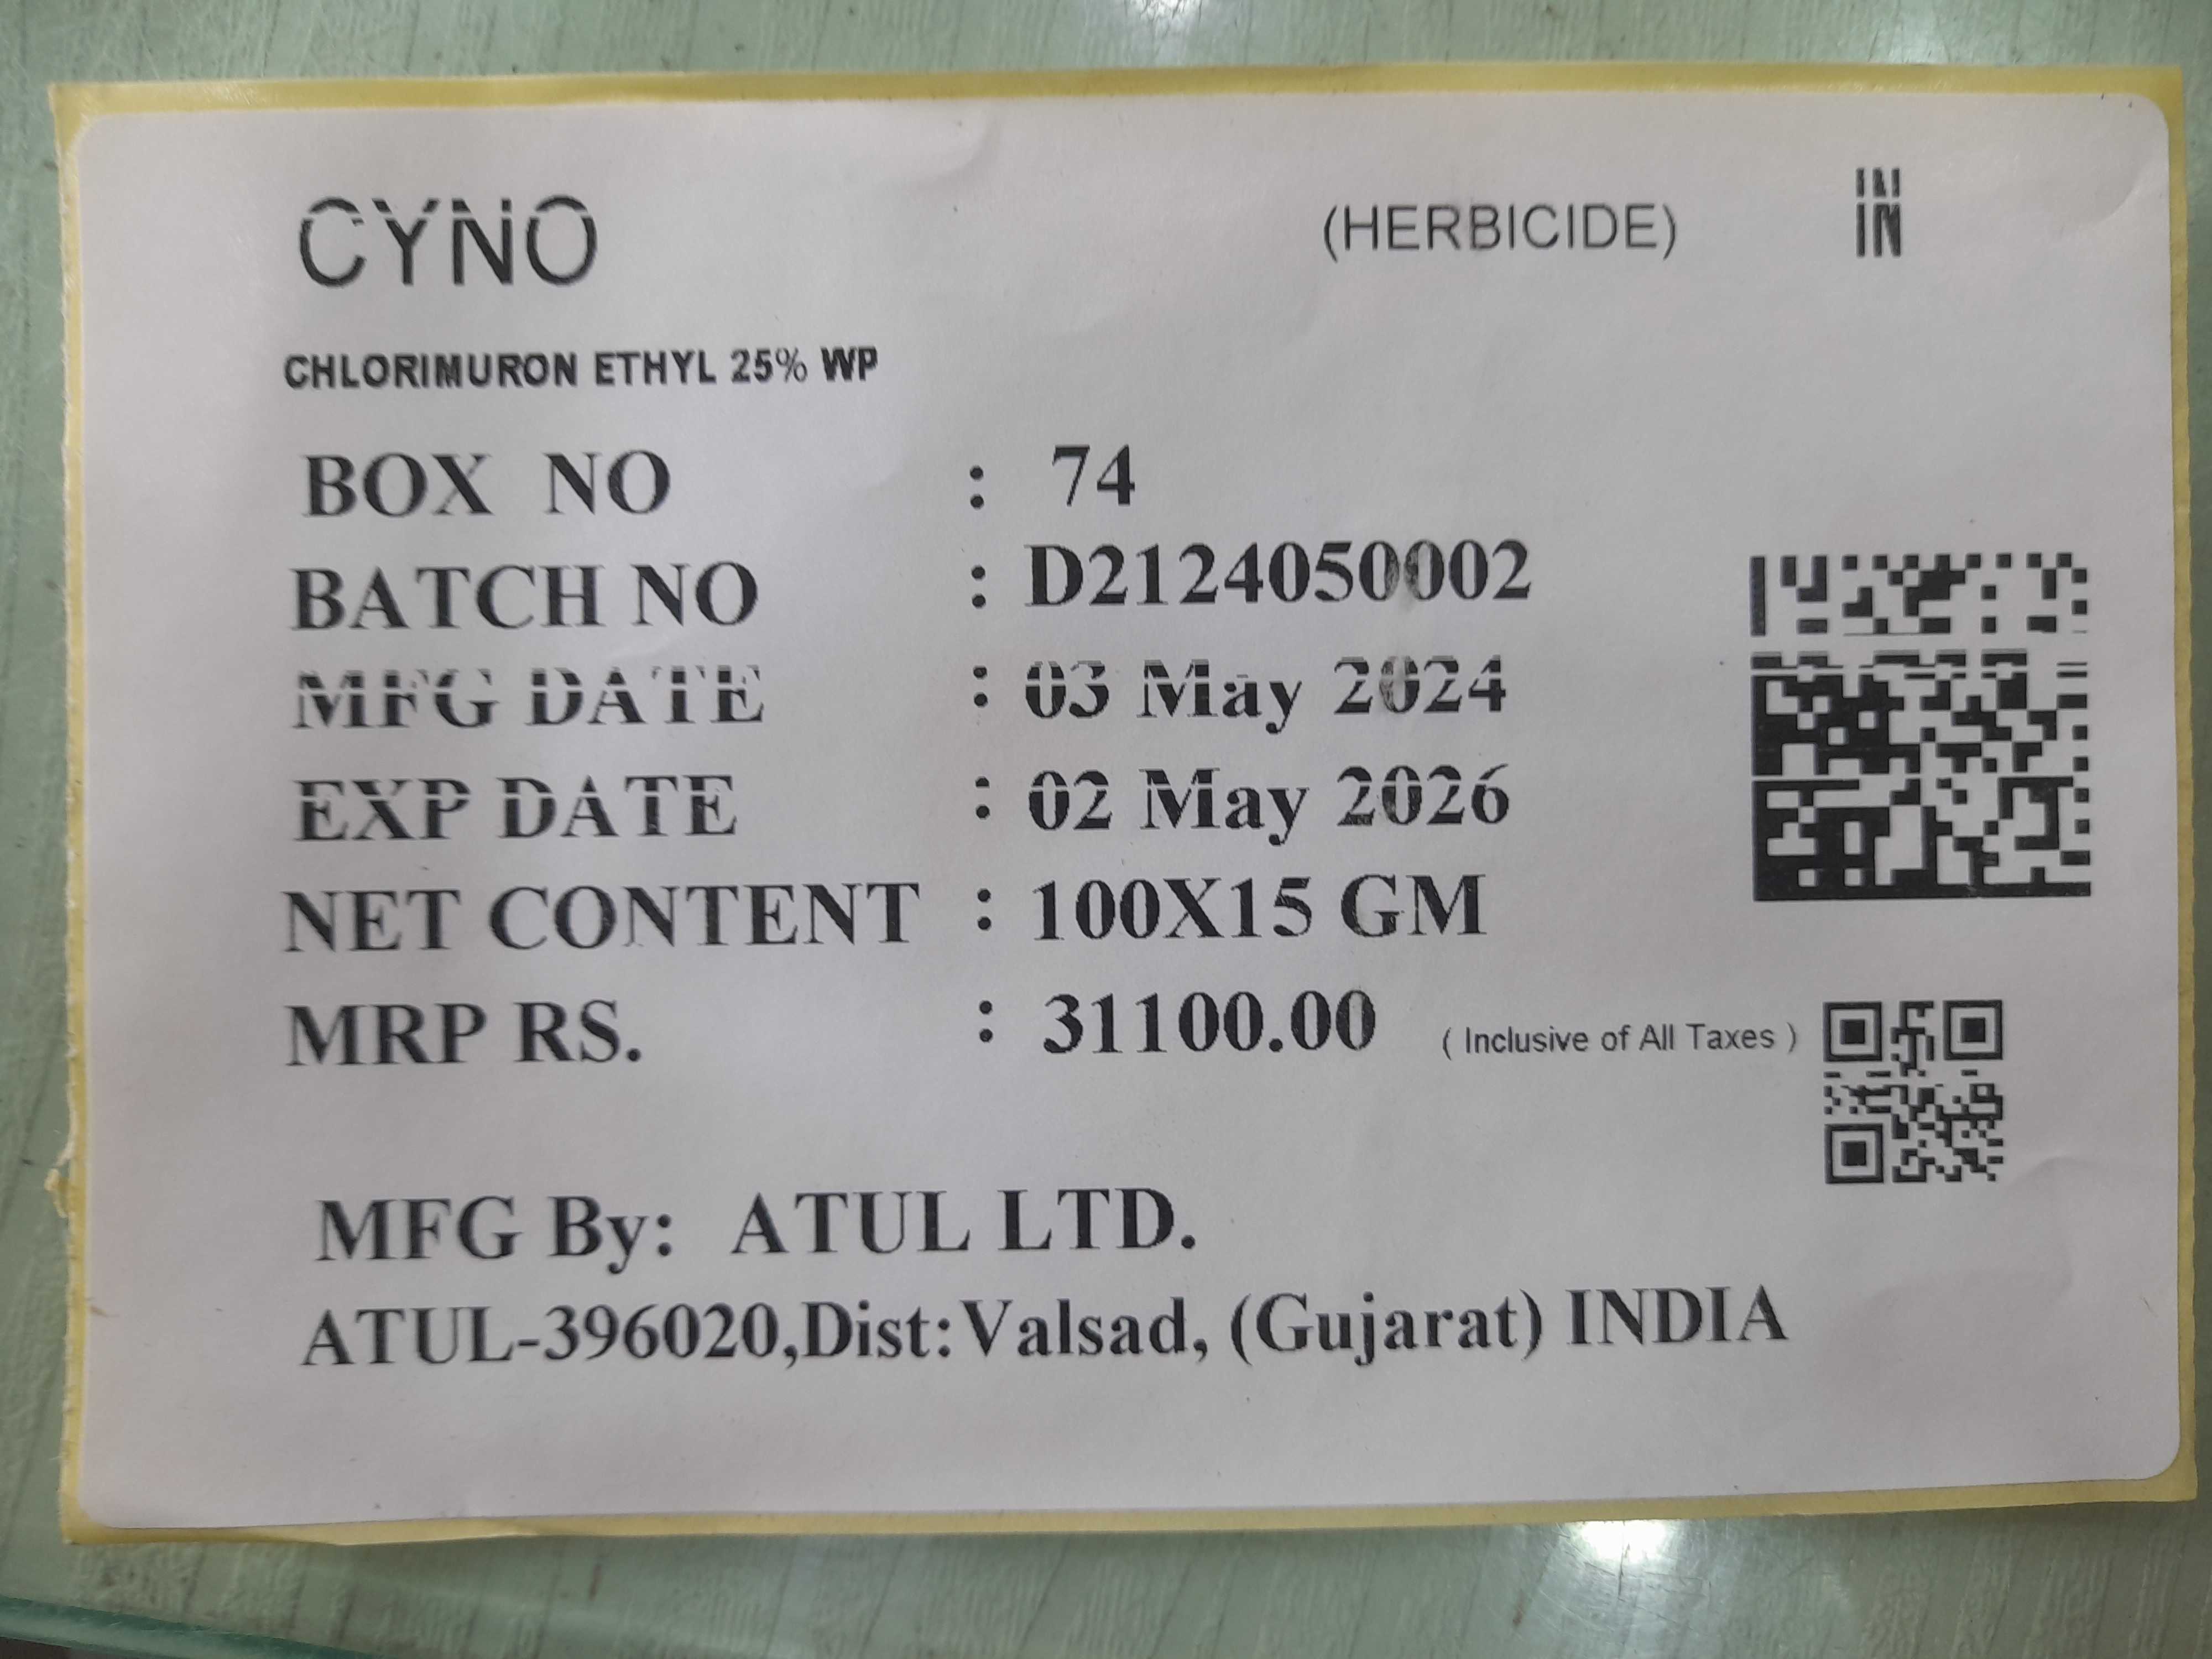 CYNO (HERBICIDE) IN
CHLORIMURON ETHYL 25% WP
BOX NO : 74
BATCH NO : D2124050002
MFG DATE : 03 May 2024
EXP DATE : 02 May 2026
NET CONTENT : 100X15 GM
MRP RS. : 31100.00 ( Inclusive of All Taxes )
MFG By: ATUL LTD.
ATUL-396020,Dist:Valsad, (Gujarat) INDIA